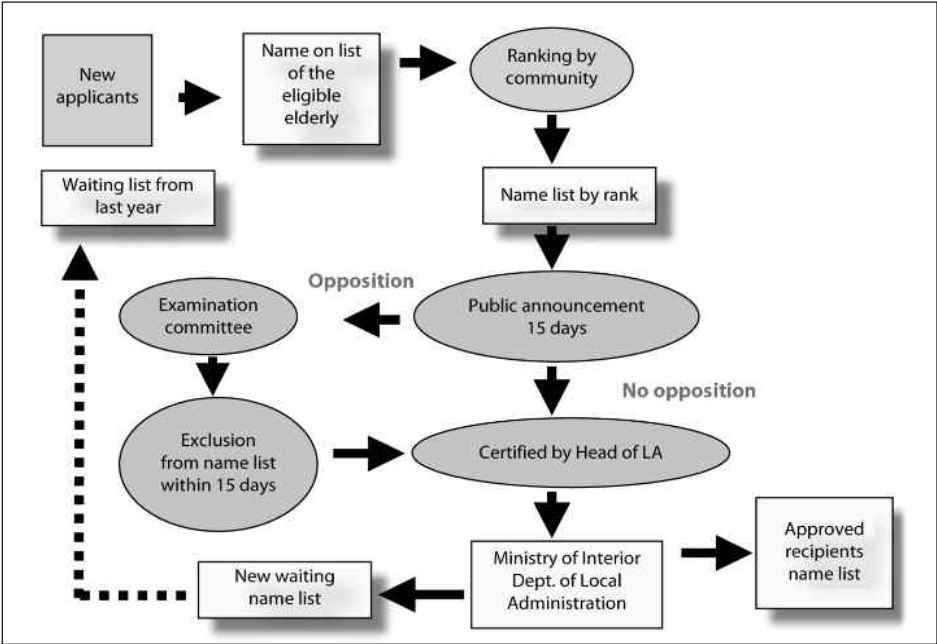 New
applicants
Name on list
of the
eligible
elderly
Ranking by
community
Waiting list from
last year
Name list by rank
Opposition
Examination
committee
Public announcement
15 days
No opposition
Exclusion
from name list
within 15 days
Certified by Head of LA
Ministry of Interior
Dept. of Local
Administration
Approved
recipients
name list
New waiting
name list